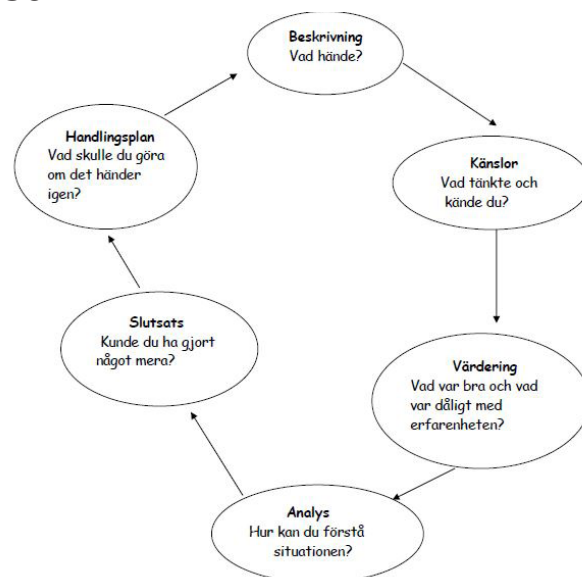 Beskrivning
Vad hände?
Känslor
Vad tänkte och
kände du?
Värdering
Vad var bra och vad
var dåligt med
erfarenheten?
Analys
Hur kan du förstå
situationen?
Slutsats
Kunde du ha gjort
något mera?
Handlingsplan
Vad skulle du göra
om det händer
igen?